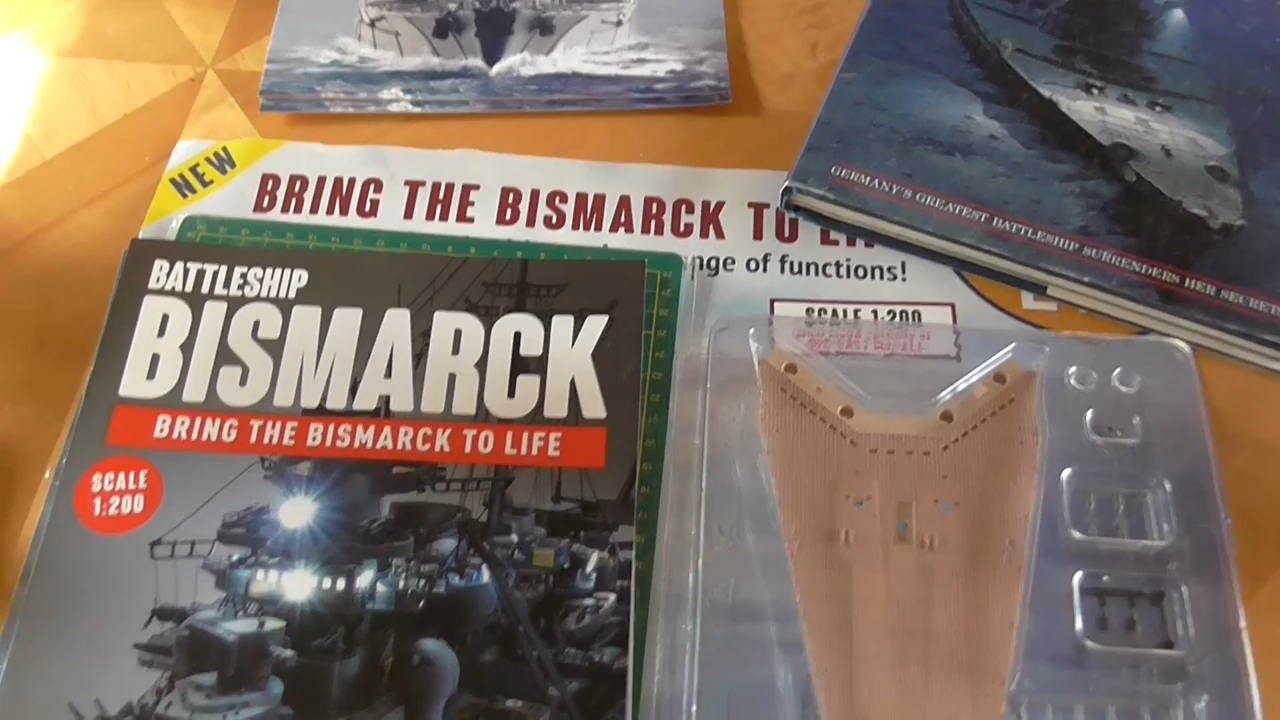 NEW
BRING THE BISMARCK TO
nge of functions!
SCALE 1:200
GERMANY'S GREATEST BATTLESHIP SURRENDERS HER SECRET
BATTLESHIP
BISMARCK
BRING THE BISMARCK TO LIFE
SCALE
1:200